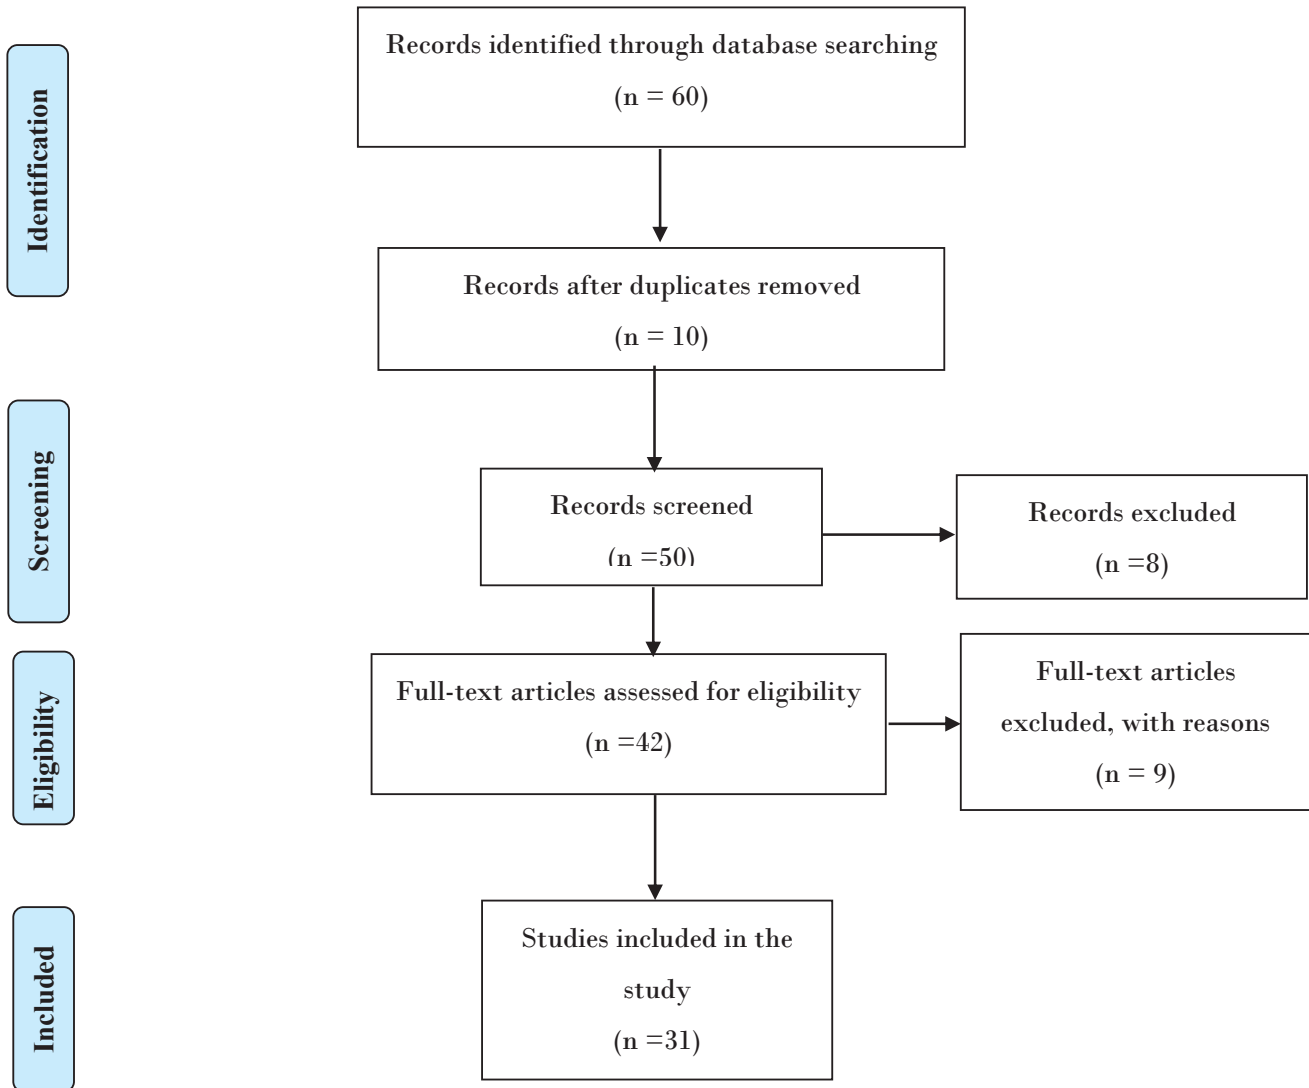 Identification
Records identified through database searching
(n = 60)
Records after duplicates removed
(n = 10)
Screening
Records screened
(n =50)
Records excluded
(n =8)
Eligibility
Full-text articles assessed for eligibility
(n =42)
Full-text articles
excluded, with reasons
(n = 9)
Included
Studies included in the
study
(n =31)